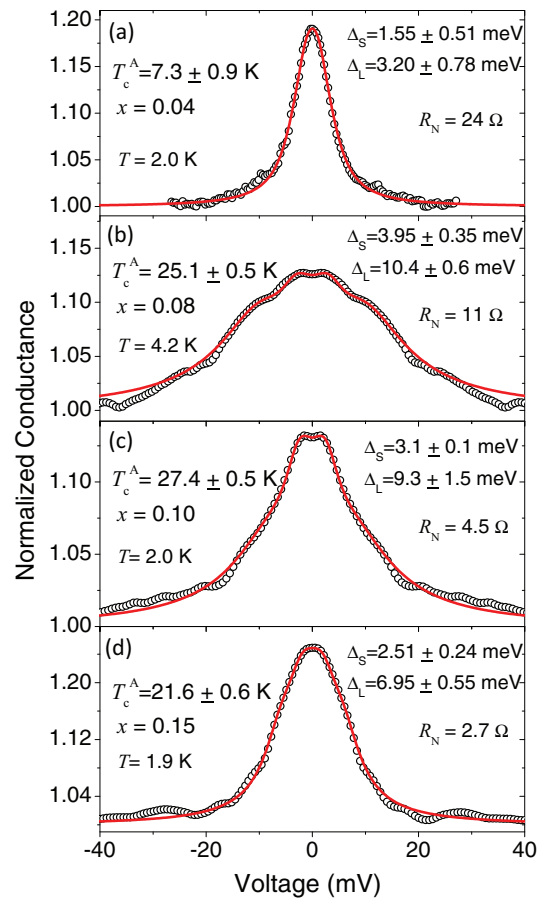 Normalized Conductance
(a)
T_c^A=7.3 ± 0.9 K
x = 0.04
T = 2.0 K
Δ_S=1.55 ± 0.51 meV
Δ_L=3.20 ± 0.78 meV
R_N = 24 Ω
1.20
1.15
1.10
1.05
1.00
(b)
T_c^A= 25.1 ± 0.5 K
x = 0.08
T = 4.2 K
Δ_S=3.95 ± 0.35 meV
Δ_L=10.4 ± 0.6 meV
R_N = 11 Ω
1.15
1.10
1.05
1.00
(c)
T_c^A= 27.4 ± 0.5 K
x = 0.10
T= 2.0 K
Δ_S=3.1 ± 0.1 meV
Δ_L=9.3 ± 1.5 meV
R_N = 4.5 Ω
1.10
1.05
1.00
(d)
T_c^A=21.6 ± 0.6 K
x = 0.15
T= 1.9 K
Δ_S=2.51 ± 0.24 meV
Δ_L=6.95 ± 0.55 meV
R_N = 2.7 Ω
1.20
1.12
1.04
-40 -20 0 20 40
Voltage (mV)